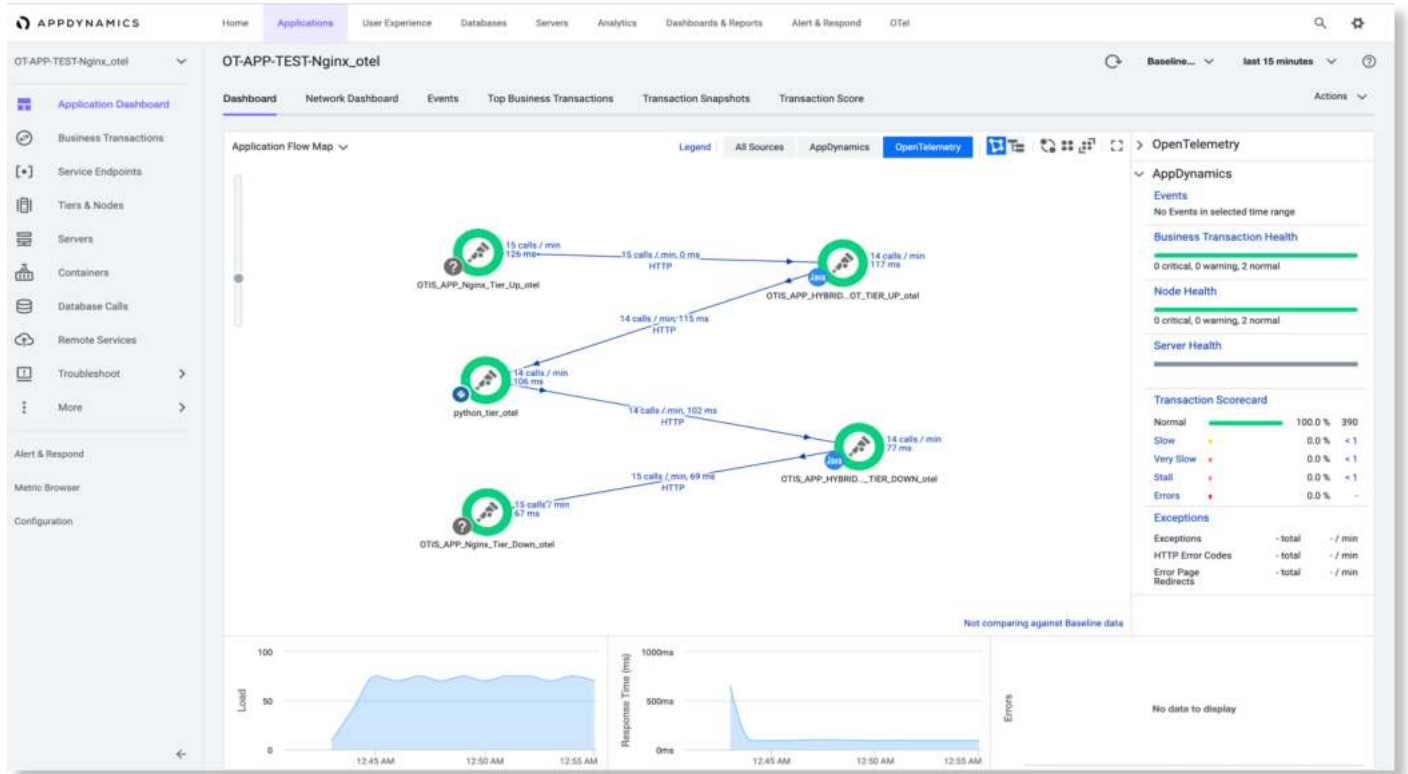 APPDYNAMICS
Home Applications User Experience Databases Servers Analytics Dashboards & Reports Alert & Respond OTel
OT-APP-TEST-Nginx_otel
OT-APP-TEST-Nginx_otel
Baseline... last 15 minutes
Dashboard Network Dashboard Events Top Business Transactions Transaction Snapshots Transaction Score
Actions
Application Dashboard
Business Transactions
Service Endpoints
Tiers & Nodes
Servers
Containers
Database Calls
Remote Services
Troubleshoot
More
Alert & Respond
Metric Browser
Configuration
Application Flow Map
Legend All Sources AppDynamics OpenTelemetry
15 calls / min
126 ms
?
OTIS_APP_Nginx_Tier_Up_otel
15 calls / min, 0 ms
HTTP
14 calls / min
117 ms
Java
OTIS_APP_HYBRID...OT_TIER_UP_otel
14 calls / min, 115 ms
HTTP
14 calls / min
106 ms
python_tier_otel
14 calls / min, 102 ms
HTTP
14 calls / min
77 ms
Java
OTIS_APP_HYBRID..._TIER_DOWN_otel
15 calls / min, 69 ms
HTTP
15 calls / min
67 ms
?
OTIS_APP_Nginx_Tier_Down_otel
Not comparing against Baseline data
OpenTelemetry
AppDynamics
Events
No Events in selected time range
Business Transaction Health
0 critical, 0 warning, 2 normal
Node Health
0 critical, 0 warning, 2 normal
Server Health
Transaction Scorecard
Normal 100.0 % 390
Slow 0.0 % < 1
Very Slow 0.0 % < 1
Stall 0.0 % < 1
Errors 0.0 % -
Exceptions
Exceptions - total - / min
HTTP Error Codes - total - / min
Error Page Redirects - total - / min
Load
100
50
0
12:45 AM 12:50 AM 12:55 AM
Response Time (ms)
1000ms
500ms
0ms
12:45 AM 12:50 AM 12:55 AM
Errors
No data to display